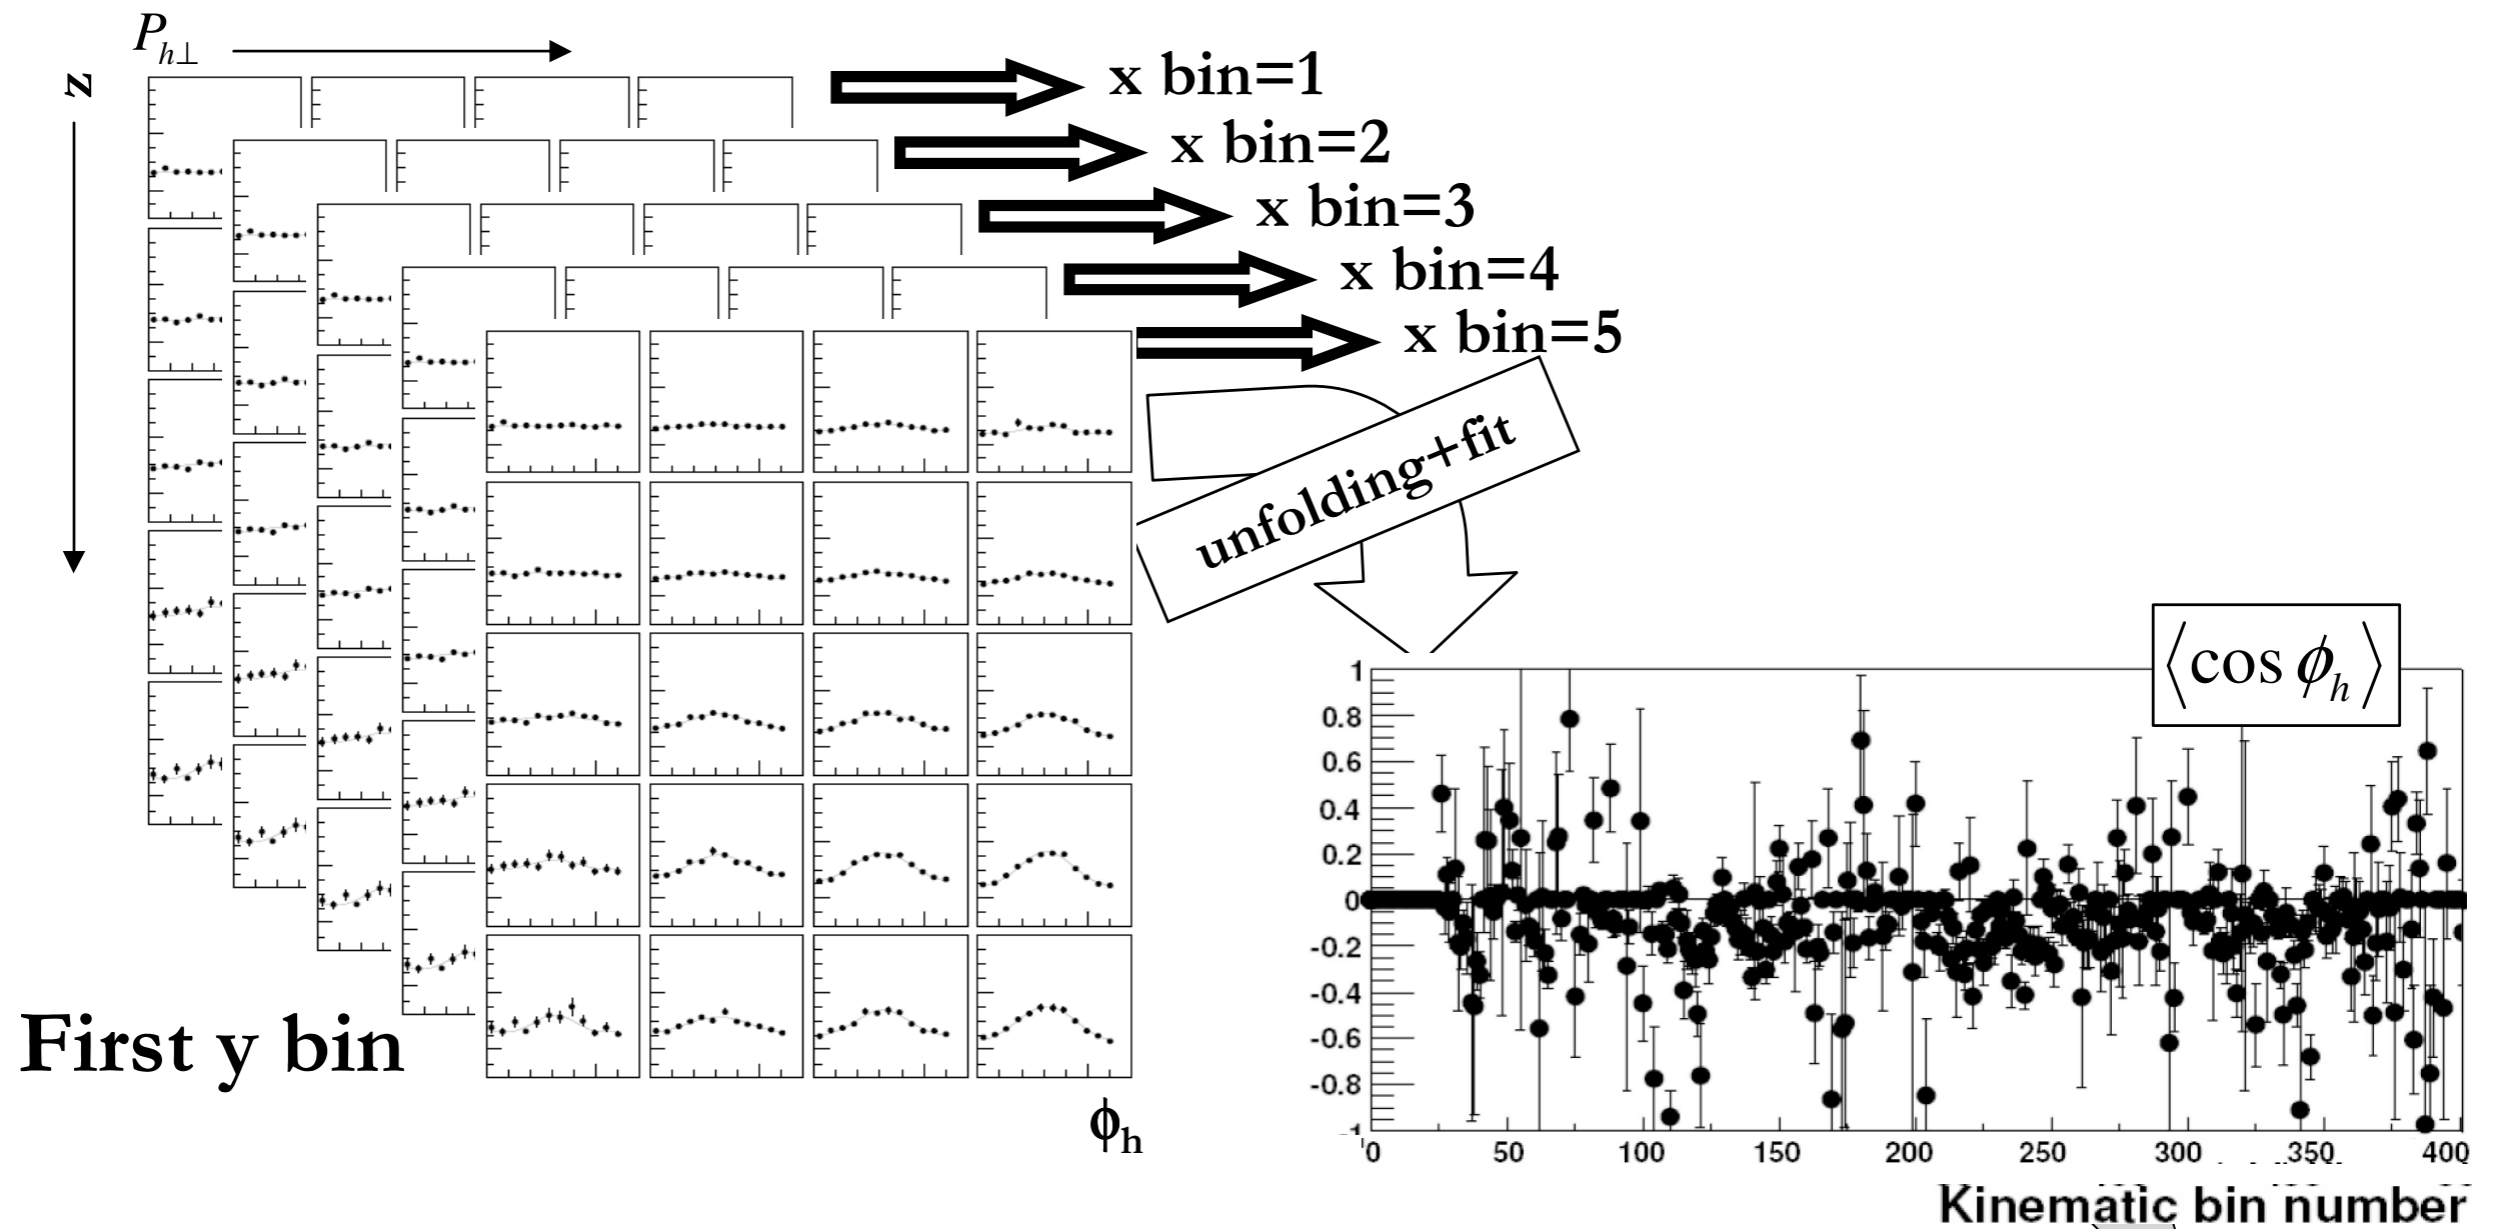 P_{h⊥}
z
x bin=1
x bin=2
x bin=3
x bin=4
x bin=5
unfolding+fit
First y bin
ϕ_h
⟨cos ϕ_h⟩
1
0.8
0.6
0.4
0.2
0
-0.2
-0.4
-0.6
-0.8
0 50 100 150 200 250 300 350 400
Kinematic bin number